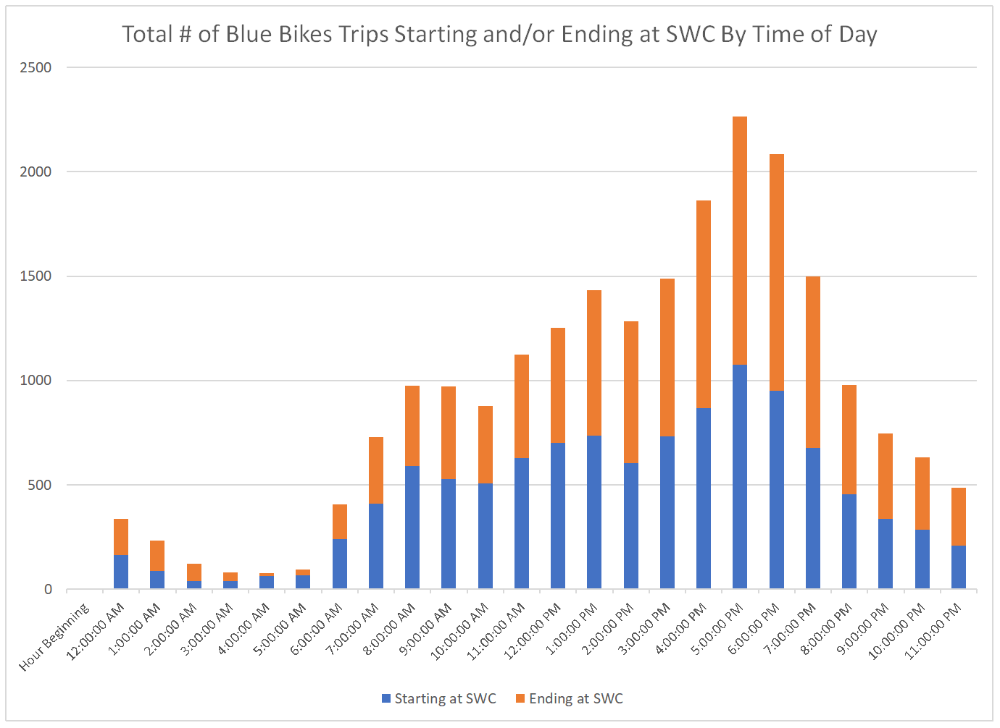 Total # of Blue Bikes Trips Starting and/or Ending at SWC By Time of Day
2500
2000
1500
1000
500
0
Hour Beginning
12:00:00 AM
1:00:00 AM
2:00:00 AM
3:00:00 AM
4:00:00 AM
5:00:00 AM
6:00:00 AM
7:00:00 AM
8:00:00 AM
9:00:00 AM
10:00:00 AM
11:00:00 AM
12:00:00 PM
1:00:00 PM
2:00:00 PM
3:00:00 PM
4:00:00 PM
5:00:00 PM
6:00:00 PM
7:00:00 PM
8:00:00 PM
9:00:00 PM
10:00:00 PM
11:00:00 PM
Starting at SWC
Ending at SWC